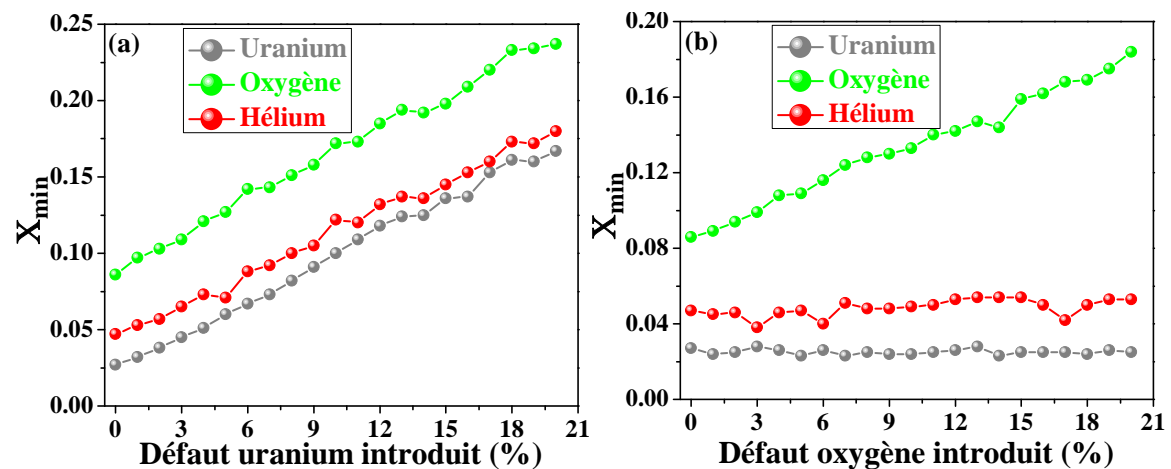 (a)
Uranium
Oxygène
Hélium
X_min
0.25
0.20
0.15
0.10
0.05
0.00
0 3 6 9 12 15 18 21
Défaut uranium introduit (%)
(b)
Uranium
Oxygène
Hélium
X_min
0.20
0.16
0.12
0.08
0.04
0.00
0 3 6 9 12 15 18 21
Défaut oxygène introduit (%)